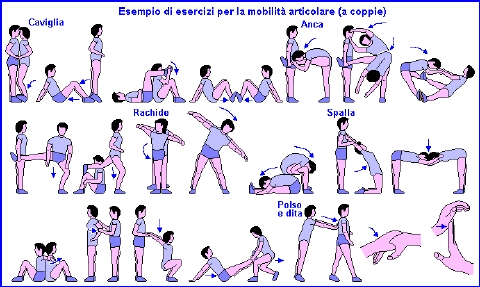 Esempio di esercizi per la mobilità articolare (a coppie)
Caviglia
Anca
Rachide
Spalla
Polso
e dita